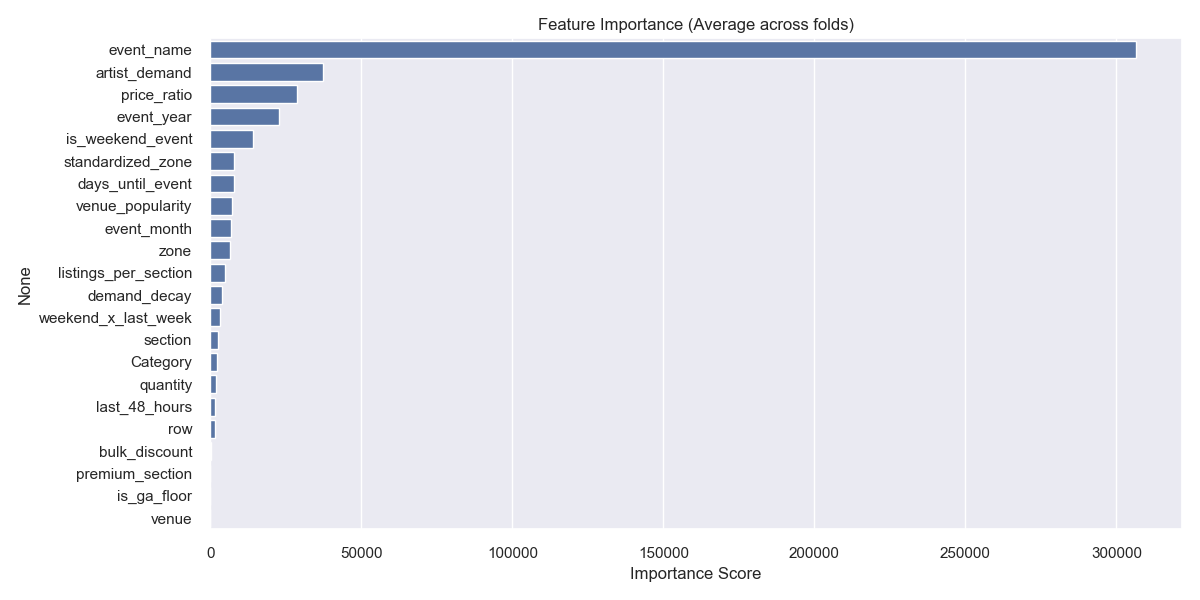 Feature Importance (Average across folds)
event_name
artist_demand
price_ratio
event_year
is_weekend_event
standardized_zone
days_until_event
venue_popularity
event_month
zone
listings_per_section
demand_decay
weekend_x_last_week
section
Category
quantity
last_48_hours
row
bulk_discount
premium_section
is_ga_floor
venue
None
0 50000 100000 150000 200000 250000 300000
Importance Score